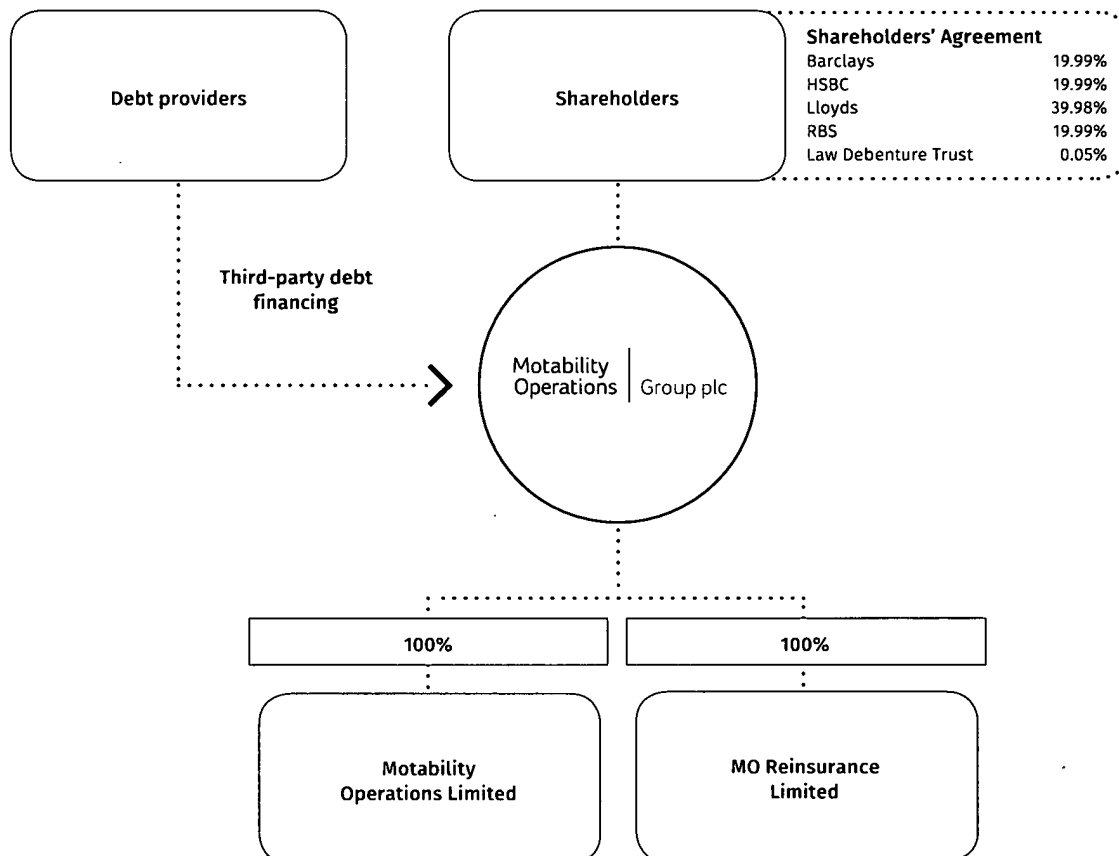 Debt providers
Shareholders
Shareholders' Agreement
Barclays 19.99%
HSBC 19.99%
Lloyds 39.98%
RBS 19.99%
Law Debenture Trust 0.05%
Third-party debt
financing
Motability
Operations
Group plc
100%
100%
Motability
Operations Limited
MO Reinsurance
Limited